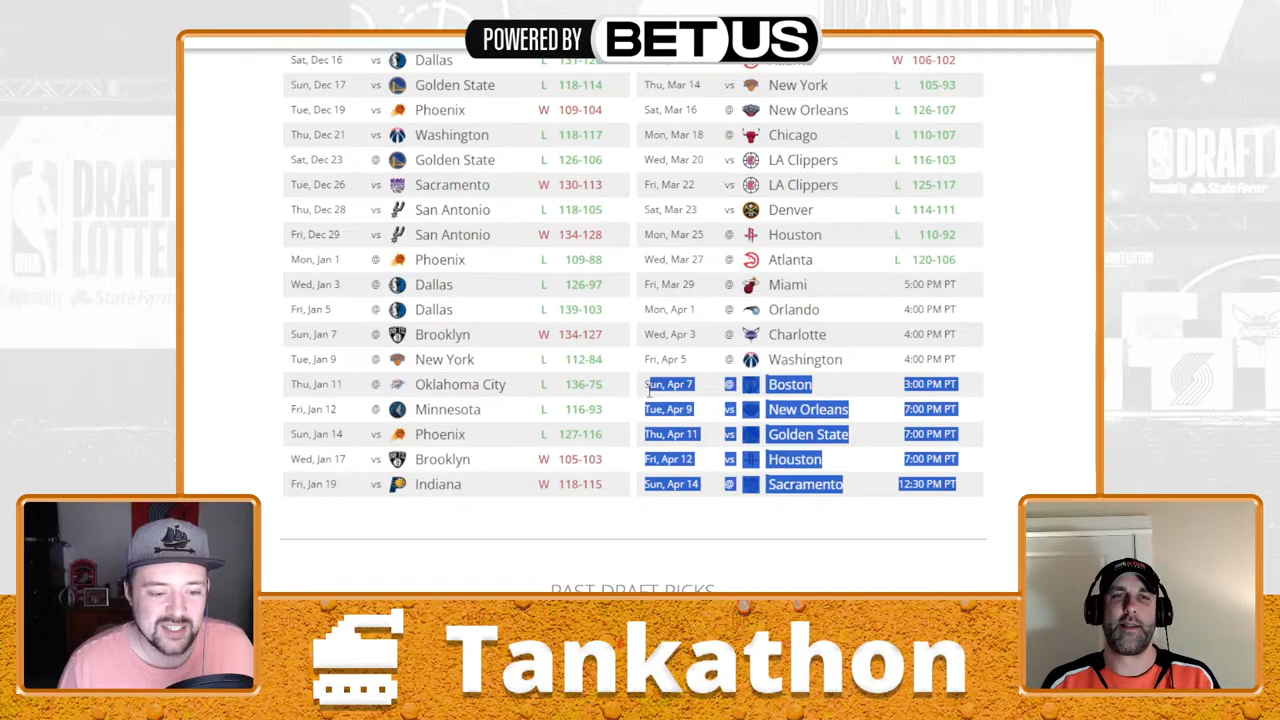 POWERED BY BETUS
Sat, Dec 16 vs Dallas L 131-12
W 106-102
Sun, Dec 17 vs Golden State L 118-114
Thu, Mar 14 vs New York L 105-93
Tue, Dec 19 vs Phoenix W 109-104
Sat, Mar 16 @ New Orleans L 126-107
Thu, Dec 21 vs Washington L 118-117
Mon, Mar 18 @ Chicago L 110-107
Sat, Dec 23 @ Golden State L 126-106
Wed, Mar 20 vs LA Clippers L 116-103
Tue, Dec 26 vs Sacramento W 130-113
Fri, Mar 22 vs LA Clippers L 125-117
Thu, Dec 28 vs San Antonio L 118-105
Sat, Mar 23 vs Denver L 114-111
Fri, Dec 29 vs San Antonio W 134-128
Mon, Mar 25 @ Houston L 110-92
Mon, Jan 1 @ Phoenix L 109-88
Wed, Mar 27 @ Atlanta L 120-106
Wed, Jan 3 @ Dallas L 126-97
Fri, Mar 29 @ Miami 5:00 PM PT
Fri, Jan 5 @ Dallas L 139-103
Mon, Apr 1 @ Orlando 4:00 PM PT
Sun, Jan 7 @ Brooklyn W 134-127
Wed, Apr 3 @ Charlotte 4:00 PM PT
Tue, Jan 9 @ New York L 112-84
Fri, Apr 5 @ Washington 4:00 PM PT
Thu, Jan 11 @ Oklahoma City L 136-75
Sun, Apr 7 @ Boston 3:00 PM PT
Fri, Jan 12 @ Minnesota L 116-93
Tue, Apr 9 vs New Orleans 7:00 PM PT
Sun, Jan 14 vs Phoenix L 127-116
Thu, Apr 11 vs Golden State 7:00 PM PT
Wed, Jan 17 vs Brooklyn W 105-103
Fri, Apr 12 vs Houston 7:00 PM PT
Fri, Jan 19 vs Indiana W 118-115
Sun, Apr 14 @ Sacramento 12:30 PM PT
PAST DRAFT PICKS
Tankathon
DRAFT
LOTTERY
DRAFT
State Farm